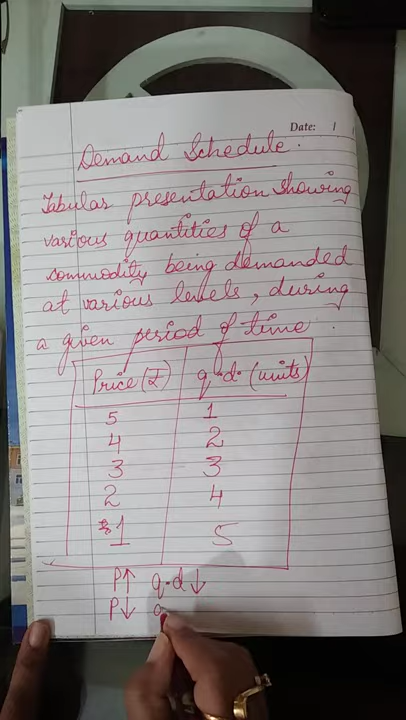 Date: / /
Demand Schedule.
Tabular presentation showing
various quantities of a
commodity being demanded
at various levels, during
a given period of time.
Price (₹) q.d. (units)
5 1
4 2
3 3
2 4
1 5
P↑ q.d↓
P↓ q